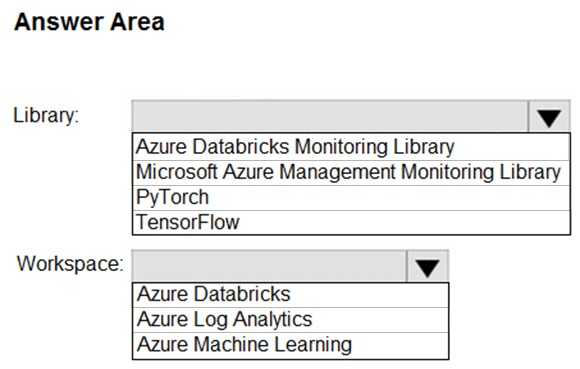 Answer Area
Library:
Azure Databricks Monitoring Library
Microsoft Azure Management Monitoring Library
PyTorch
TensorFlow
Workspace:
Azure Databricks
Azure Log Analytics
Azure Machine Learning